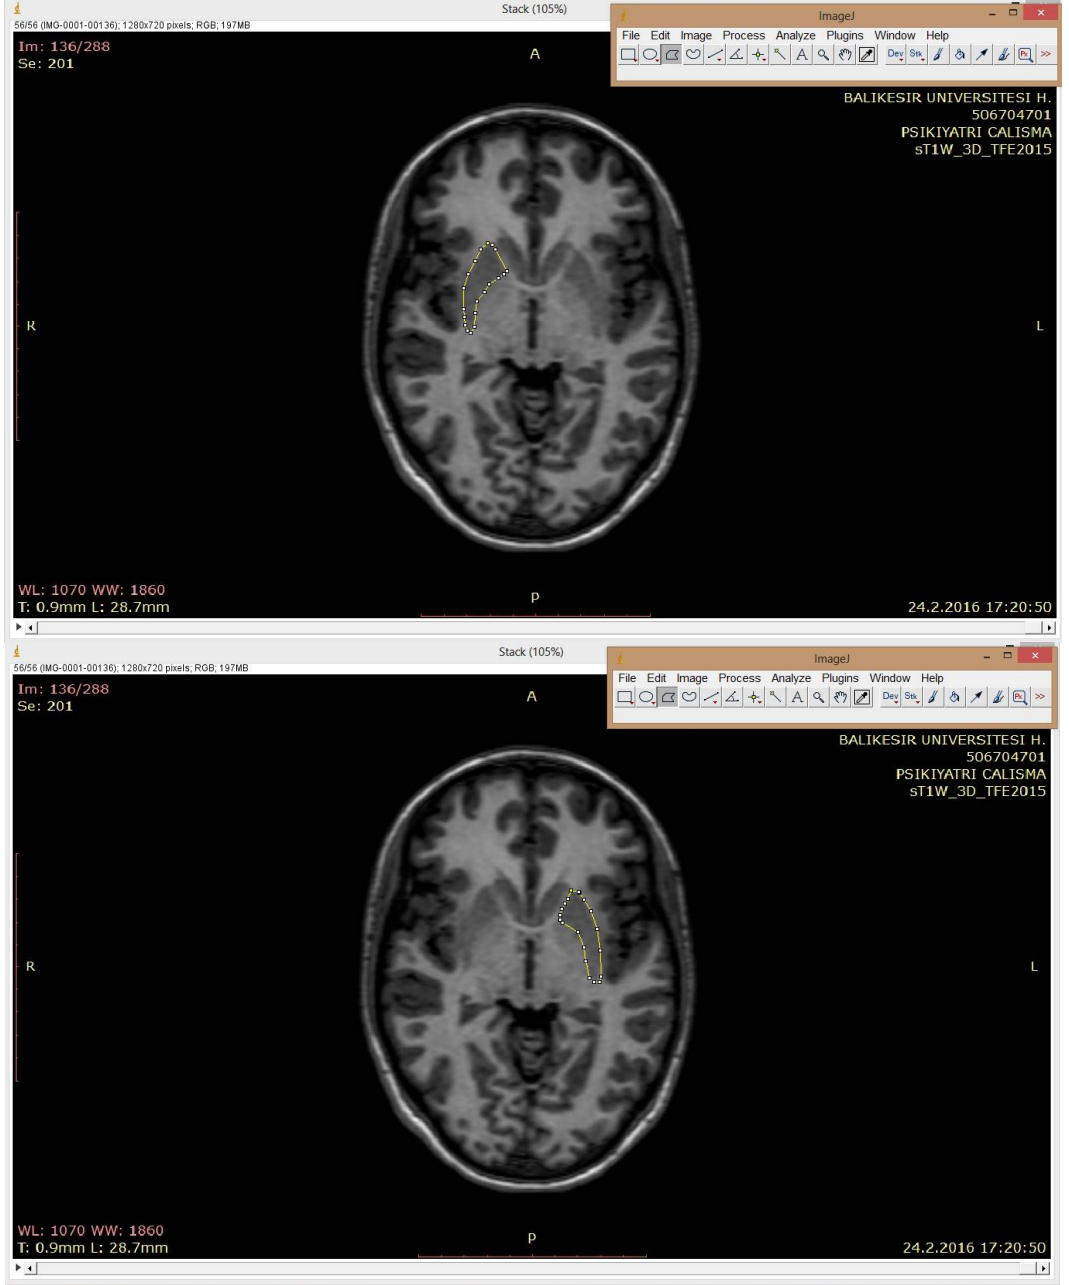 Stack (105%)
ImageJ
56/56 (IMG-0001-00136); 1280x720 pixels; RGB; 197MB
File Edit Image Process Analyze Plugins Window Help
Dev Stk >>
Im: 136/288
Se: 201
A
BALIKESIR UNIVERSITESI H.
506704701
PSIKIYATRI CALISMA
sT1W_3D_TFE2015
R
L
WL: 1070 WW: 1860
T: 0.9mm L: 28.7mm
P
24.2.2016 17:20:50
Stack (105%)
ImageJ
56/56 (IMG-0001-00136); 1280x720 pixels; RGB; 197MB
File Edit Image Process Analyze Plugins Window Help
Dev Stk >>
Im: 136/288
Se: 201
A
BALIKESIR UNIVERSITESI H.
506704701
PSIKIYATRI CALISMA
sT1W_3D_TFE2015
R
L
WL: 1070 WW: 1860
T: 0.9mm L: 28.7mm
P
24.2.2016 17:20:50